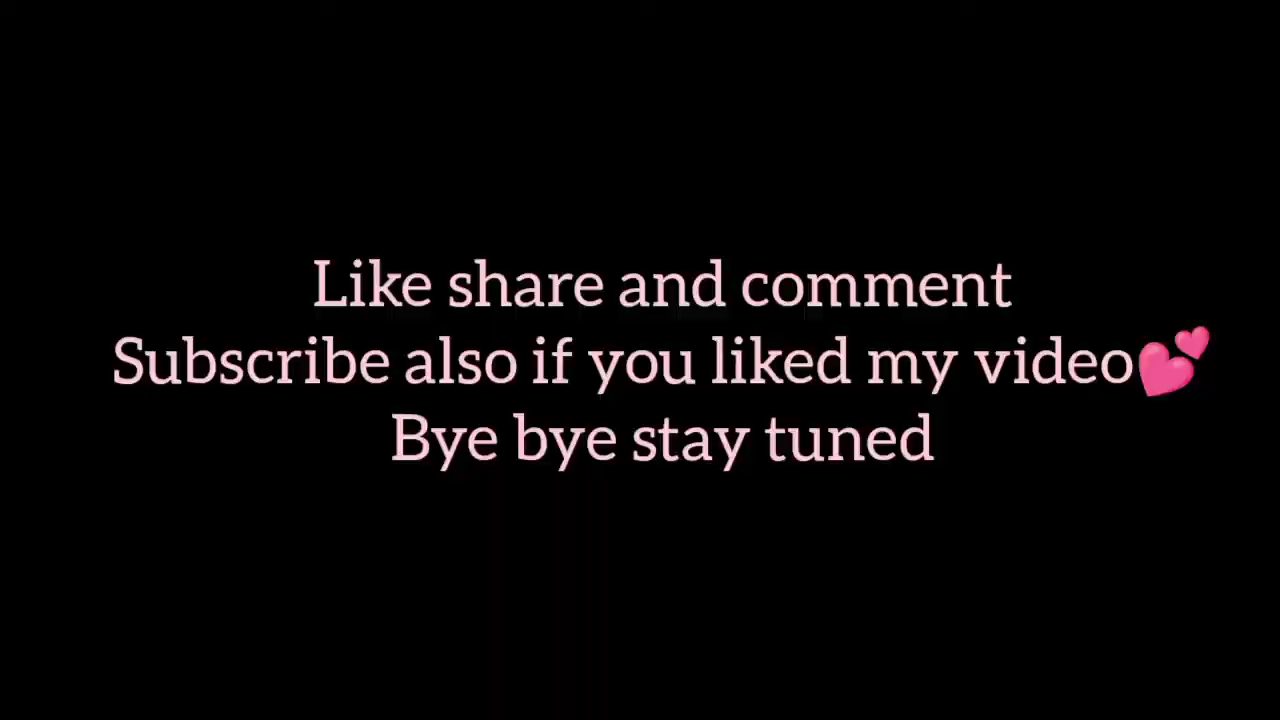 Like share and comment
Subscribe also if you liked my video💕
Bye bye stay tuned